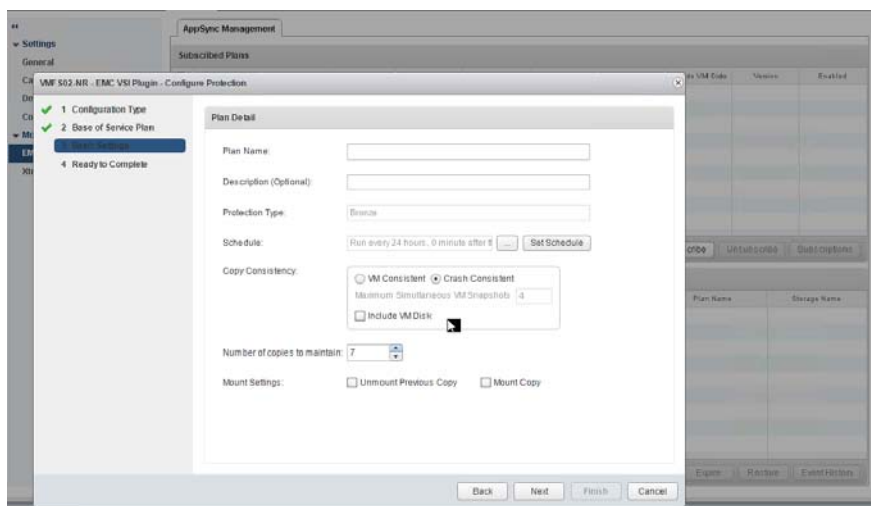 AppSync Management
Settings
Subscribed Plans
General
VMFS02-NR - EMC VSI Plugin - Configure Protection
Version Enabled
1 Configuration Type
2 Base of Service Plan
4 Ready to Complete
Plan Detail
Plan Name:
Description (Optional):
Protection Type: Bronze
Schedule: Run every 24 hours, 0 minute after t ... Set Schedule
Copy Consistency: VM Consistent Crash Consistent
Maximum Simultaneous VM Snapshots 4
Include VM Disk
Unsubscribe Subscriptions
Plan Name Storage Name
Number of copies to maintain: 7
Mount Settings: Unmount Previous Copy Mount Copy
Expire Restore Event History
Back Next Finish Cancel